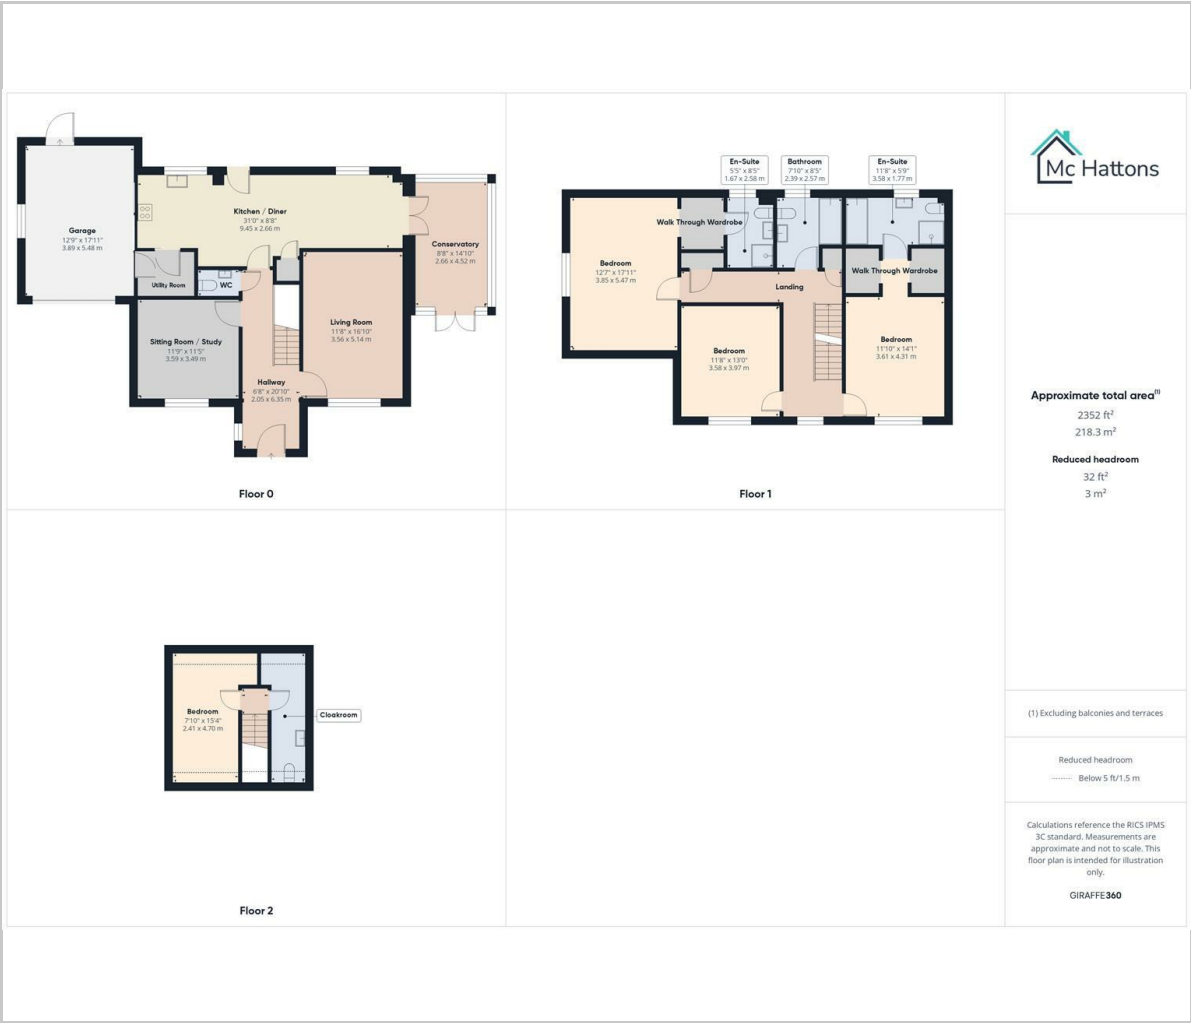 Garage
12'9" x 17'11"
3.89 x 5.48 m
Kitchen / Diner
31'0" x 8'8"
9.45 x 2.66 m
Conservatory
8'8" x 14'10"
2.66 x 4.52 m
Utility Room
WC
Sitting Room / Study
11'9" x 11'5"
3.59 x 3.49 m
Living Room
11'8" x 16'10"
3.56 x 5.14 m
Hallway
6'8" x 20'10"
2.05 x 6.35 m
Floor 0
En-Suite
5'5" x 8'5"
1.67 x 2.58 m
Bathroom
7'10" x 8'5"
2.39 x 2.57 m
En-Suite
11'8" x 5'9"
3.58 x 1.77 m
Walk Through Wardrobe
Bedroom
12'7" x 17'11"
3.85 x 5.47 m
Walk Through Wardrobe
Landing
Bedroom
11'8" x 13'0"
3.58 x 3.97 m
Bedroom
11'10" x 14'1"
3.61 x 4.31 m
Floor 1
Bedroom
7'10" x 15'4"
2.41 x 4.70 m
Cloakroom
Floor 2
Mc Hattons
Approximate total area(1)
2352 ft²
218.3 m²
Reduced headroom
32 ft²
3 m²
(1) Excluding balconies and terraces
Reduced headroom
Below 5 ft/1.5 m
Calculations reference the RICS IPMS
3C standard. Measurements are
approximate and not to scale. This
floor plan is intended for illustration
only.
GIRAFFE360